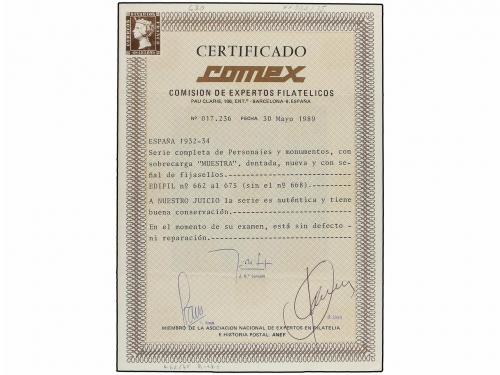 CERTIFICADO
comex
COMISION DE EXPERTOS FILATELICOS
PAU CLARIS, 106, ENT.º - BARCELONA-9. ESPAÑA
Nº 017.236 FECHA 30 Mayo 1989
ESPAÑA 1932-34
Serie completa de Personajes y monumentos, con
sobrecarga "MUESTRA", dentada, nueva y con se-
ñal de fijasellos.
EDIFIL nº 662 al 675 (sin el nº 668).
A NUESTRO JUICIO la serie es auténtica y tiene
buena conservación.
En el momento de su examen, está sin defecto -
ni reparación.
MIEMBRO DE LA ASOCIACION NACIONAL DE EXPERTOS EN FILATELIA
E HISTORIA POSTAL: ANEF